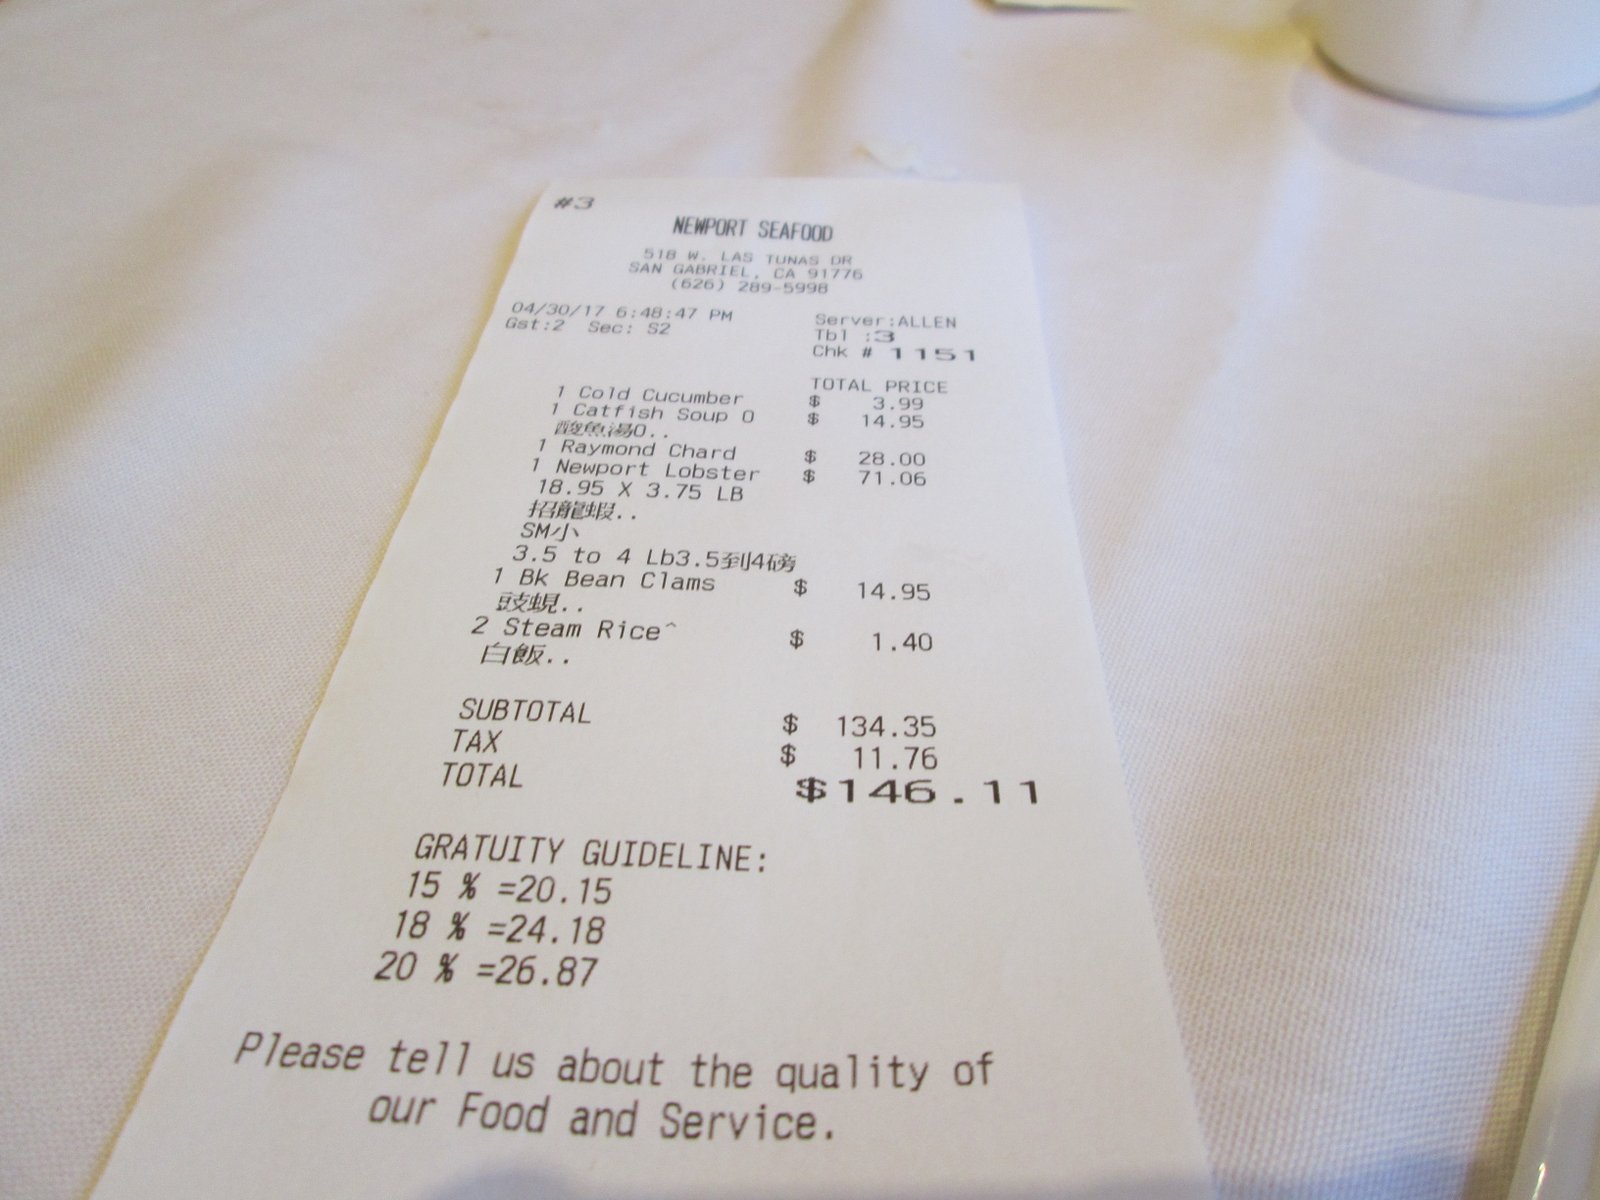 #3
NEWPORT SEAFOOD
518 W. LAS TUNAS DR
SAN GABRIEL, CA 91776
(626) 289-5998
04/30/17 6:48:47 PM Server:ALLEN
Gst:2 Sec: S2 Tbl :3
Chk # 1151
TOTAL PRICE
1 Cold Cucumber $ 3.99
1 Catfish Soup O $ 14.95
酸魚湯O..
1 Raymond Chard $ 28.00
1 Newport Lobster $ 71.06
18.95 X 3.75 LB
招龍蝦..
SM小
3.5 to 4 Lb3.5到4磅
1 Bk Bean Clams $ 14.95
豉蜆..
2 Steam Rice^ $ 1.40
白飯..
SUBTOTAL $ 134.35
TAX $ 11.76
TOTAL $146.11
GRATUITY GUIDELINE:
15 % =20.15
18 % =24.18
20 % =26.87
Please tell us about the quality of
our Food and Service.